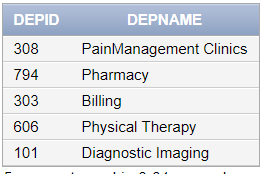 DEPID DEPNAME
308 PainManagement Clinics
794 Pharmacy
303 Billing
606 Physical Therapy
101 Diagnostic Imaging